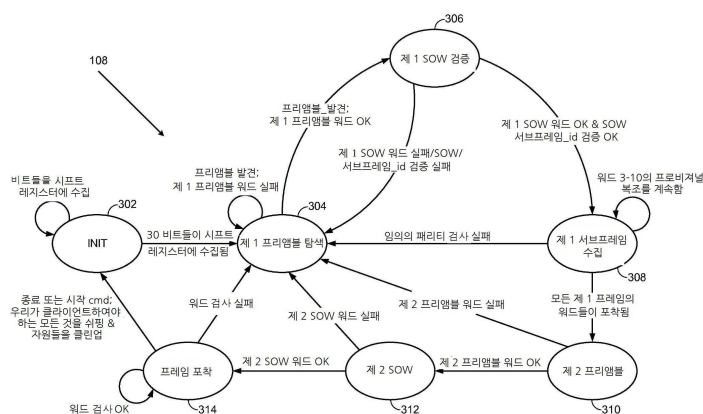 306
108
제 1 SOW 검증
프리앰블_발견;
제 1 프리앰블 워드 OK
제 1 SOW 워드 OK & SOW
서브프레임_id 검증 OK
제 1 SOW 워드 실패/SOW/
서브프레임_id 검증 실패
프리앰블 발견;
제 1 프리앰블 워드 실패
비트들을 시프트
레지스터에 수집
워드 3-10의 프로비져널
복조를 계속함
302
304
INIT
30 비트들이 시프트
레지스터에 수집됨
제 1 프리앰블 탐색
임의의 패리티 검사 실패
제 1 서브프레임
수집
308
종료 또는 시작 cmd;
우리가 클라이언트하여야
하는 모든 것을 쉬핑 &
자원들을 클린업
워드 검사 실패
제 2 SOW 워드 실패
제 2 프리앰블 워드 실패
모든 제 1 프레임의
워드들이 포착됨
프레임 포착
제 2 SOW 워드 OK
제 2 SOW
제 2 프리앰블 워드 OK
제 2 프리앰블
워드 검사 OK
314
312
310